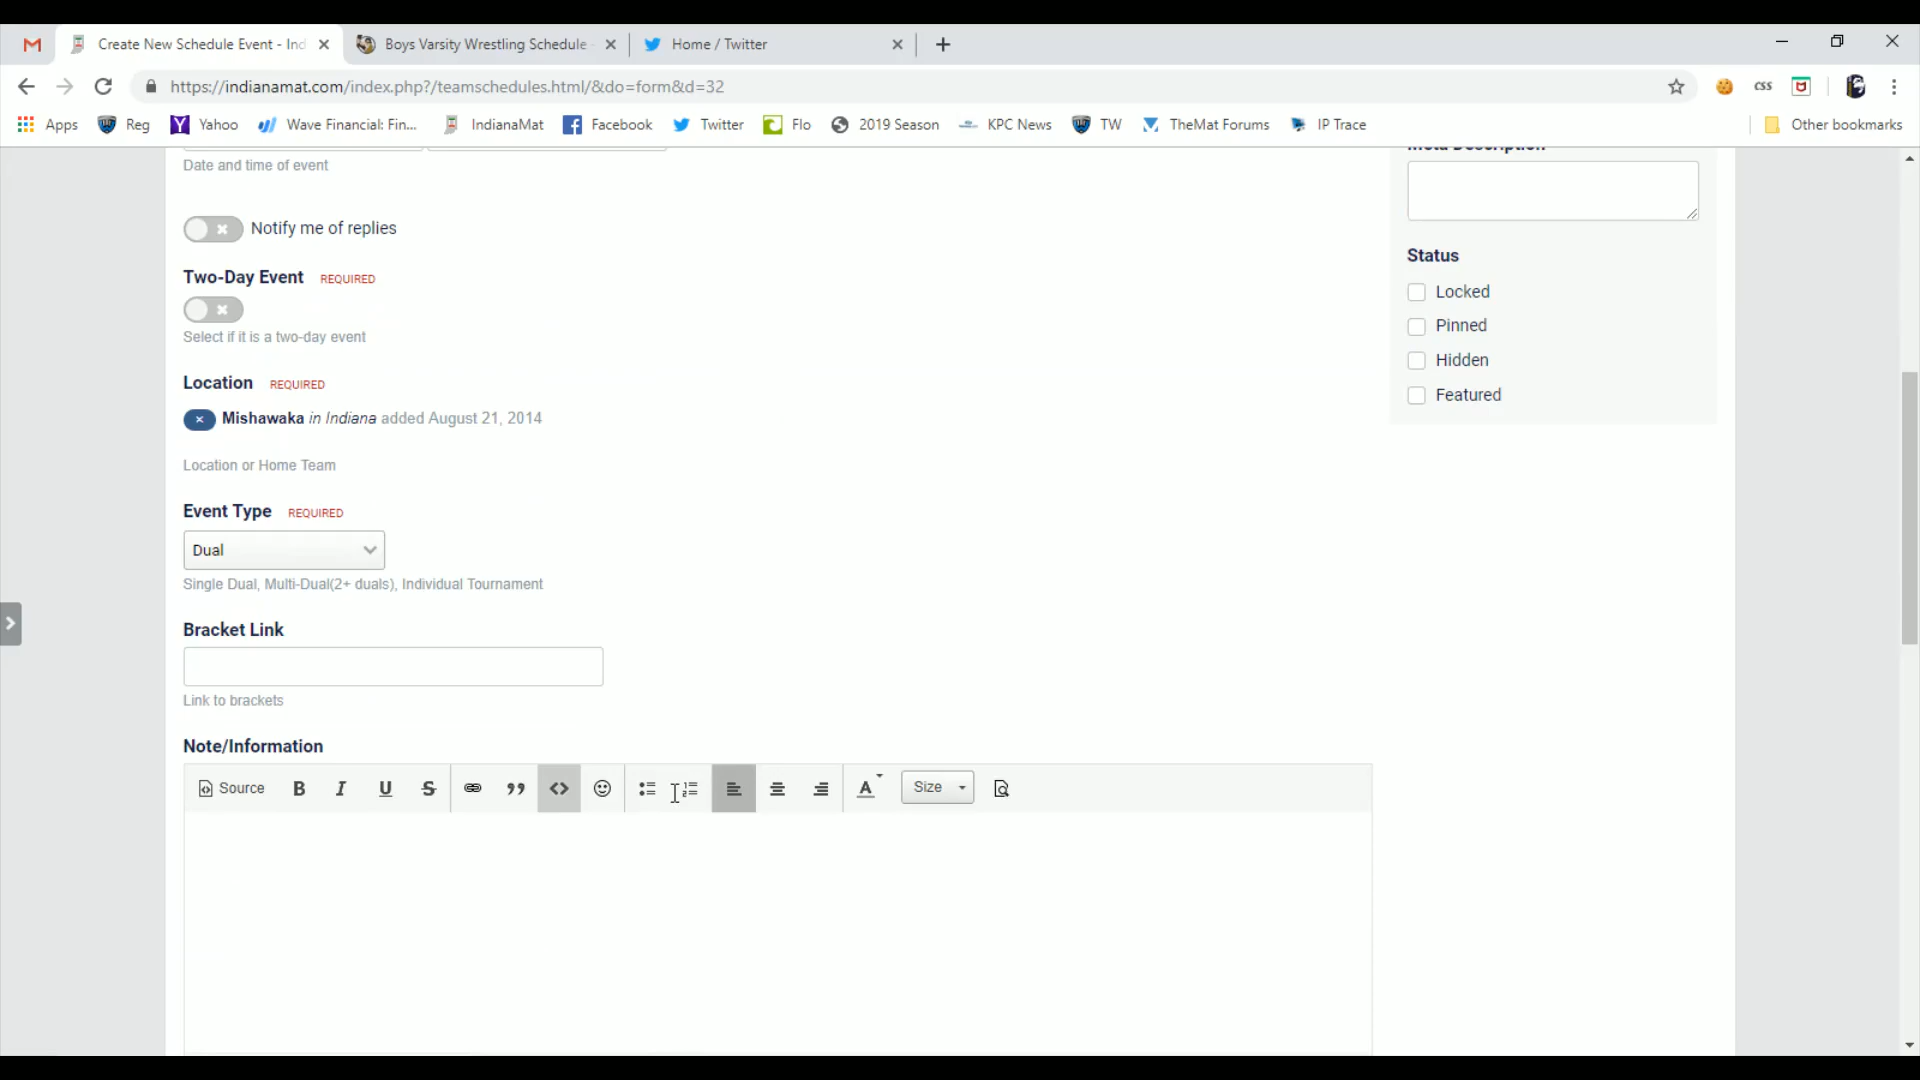 Create New Schedule Event - Ind
Boys Varsity Wrestling Schedule -
Home / Twitter
https://indianamat.com/index.php?/teamschedules.html/&do=form&d=32
css
Apps
Reg
Yahoo
Wave Financial: Fin...
IndianaMat
Facebook
Twitter
Flo
2019 Season
KPC News
TW
TheMat Forums
IP Trace
Other bookmarks
Meta Description
Date and time of event
Notify me of replies
Two-Day Event REQUIRED
Select if it is a two-day event
Location REQUIRED
Mishawaka in Indiana added August 21, 2014
Location or Home Team
Event Type REQUIRED
Dual
Single Dual, Multi-Dual(2+ duals), Individual Tournament
Bracket Link
Link to brackets
Note/Information
Source B I U S A Size
Status
Locked
Pinned
Hidden
Featured